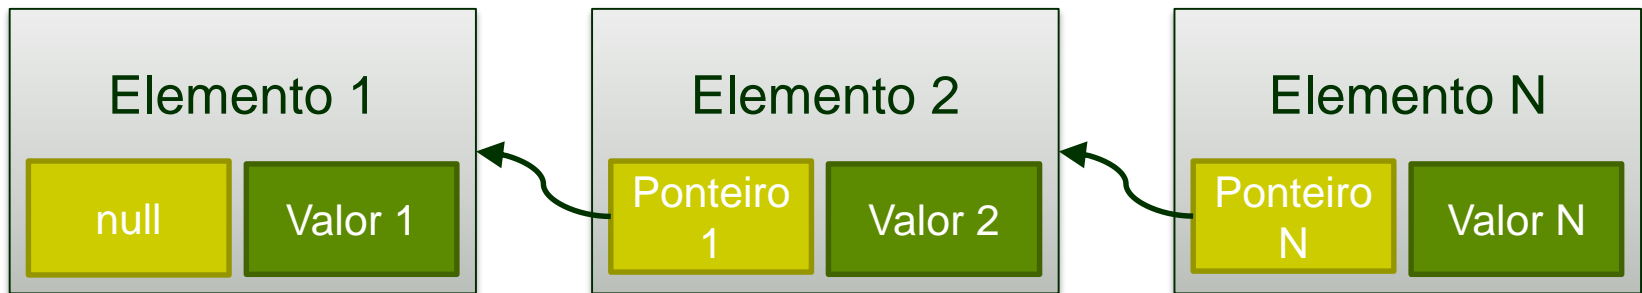 Elemento 1
null
Valor 1
Elemento 2
Ponteiro
1
Valor 2
Elemento N
Ponteiro
N
Valor N